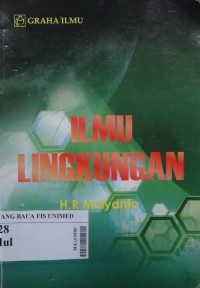 GRAHA ILMU
ILMU
LINGKUNGAN
H.R. Mulyanto
ANG BACA FIS UNIMED
28
Mul